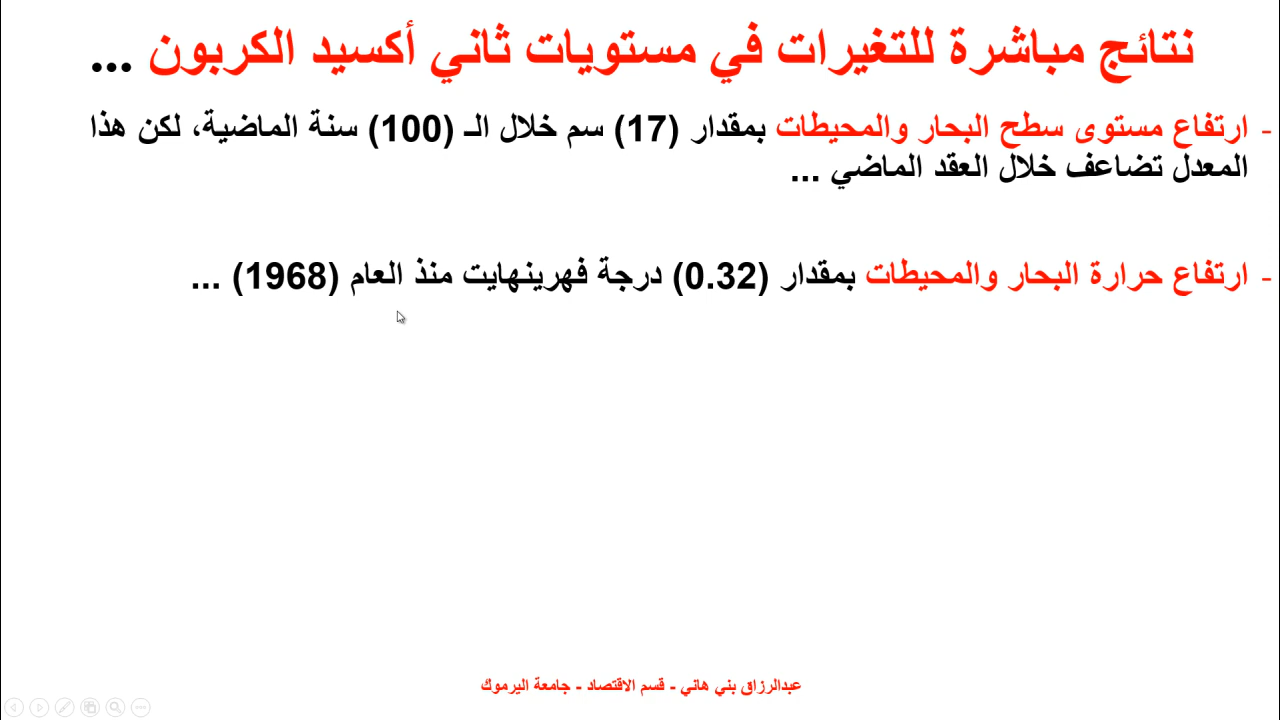 نتائج مباشرة للتغيرات في مستويات ثاني أكسيد الكربون ...
- ارتفاع مستوى سطح البحار والمحيطات بمقدار (17) سم خلال الـ (100) سنة الماضية، لكن هذا
المعدل تضاعف خلال العقد الماضي ...
- ارتفاع حرارة البحار والمحيطات بمقدار (0.32) درجة فهرينهايت منذ العام (1968) ...
عبدالرزاق بني هاني - قسم الاقتصاد - جامعة اليرموك